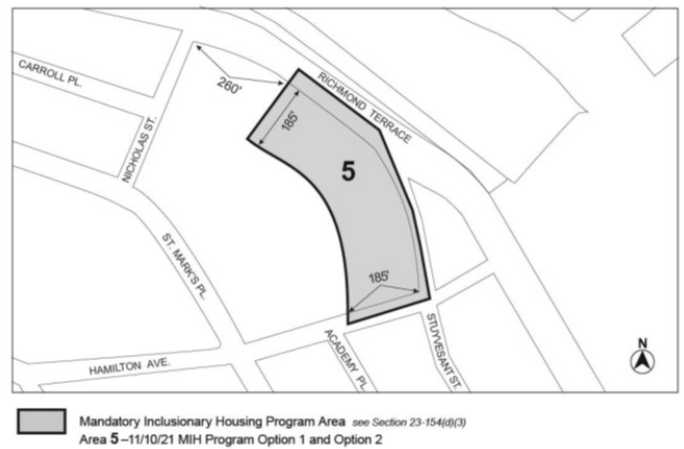 CARROLL PL.
NICHOLAS ST.
260'
185'
RICHMOND TERRACE
5
ST. MARK'S PL.
185'
HAMILTON AVE.
ACADEMY PL.
STUYVESANT ST.
N
Mandatory Inclusionary Housing Program Area see Section 23-154(d)(3)
Area 5 –11/10/21 MIH Program Option 1 and Option 2